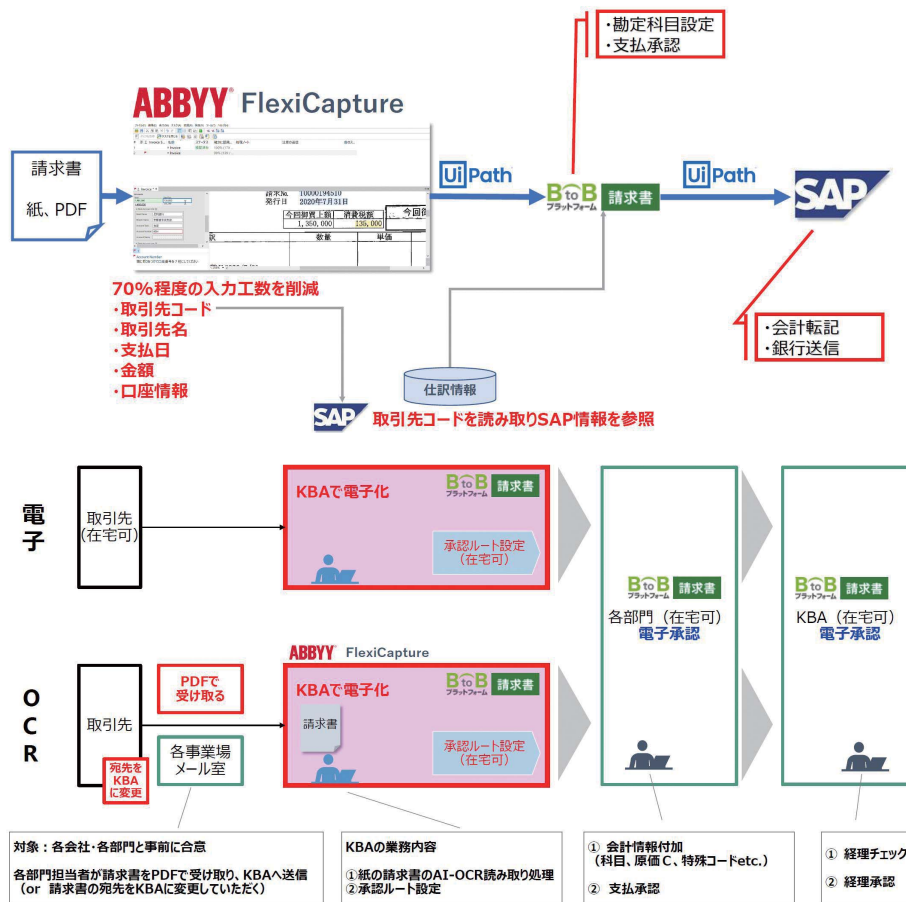 ・勘定科目設定
・支払承認
ABBYY FlexiCapture
請求書
紙、PDF
請求No. 10000194510
発行日 2020年7月31日
今回御買上額 消費税額 今回御
1,350,000 135,000
訳 数量 単価
UiPath
BtoB
プラットフォーム 請求書
UiPath
SAP
70%程度の入力工数を削減
・取引先コード
・取引先名
・支払日
・金額
・口座情報
・会計転記
・銀行送信
仕訳情報
SAP 取引先コードを読み取りSAP情報を参照
電子
取引先
(在宅可)
KBAで電子化
BtoB
プラットフォーム 請求書
承認ルート設定
(在宅可)
BtoB
プラットフォーム 請求書
各部門(在宅可)
電子承認
BtoB
プラットフォーム 請求書
KBA(在宅可)
電子承認
OCR
取引先
宛先を
KBA
に変更
PDFで
受け取る
各事業場
メール室
ABBYY FlexiCapture
KBAで電子化
BtoB
プラットフォーム 請求書
請求書
承認ルート設定
(在宅可)
対象:各会社・各部門と事前に合意
各部門担当者が請求書をPDFで受け取り、KBAへ送信
(or 請求書の宛先をKBAに変更していただく)
KBAの業務内容
①紙の請求書のAI-OCR読み取り処理
②承認ルート設定
① 会計情報付加
(科目、原価C、特殊コードetc.)
② 支払承認
① 経理チェック
② 経理承認